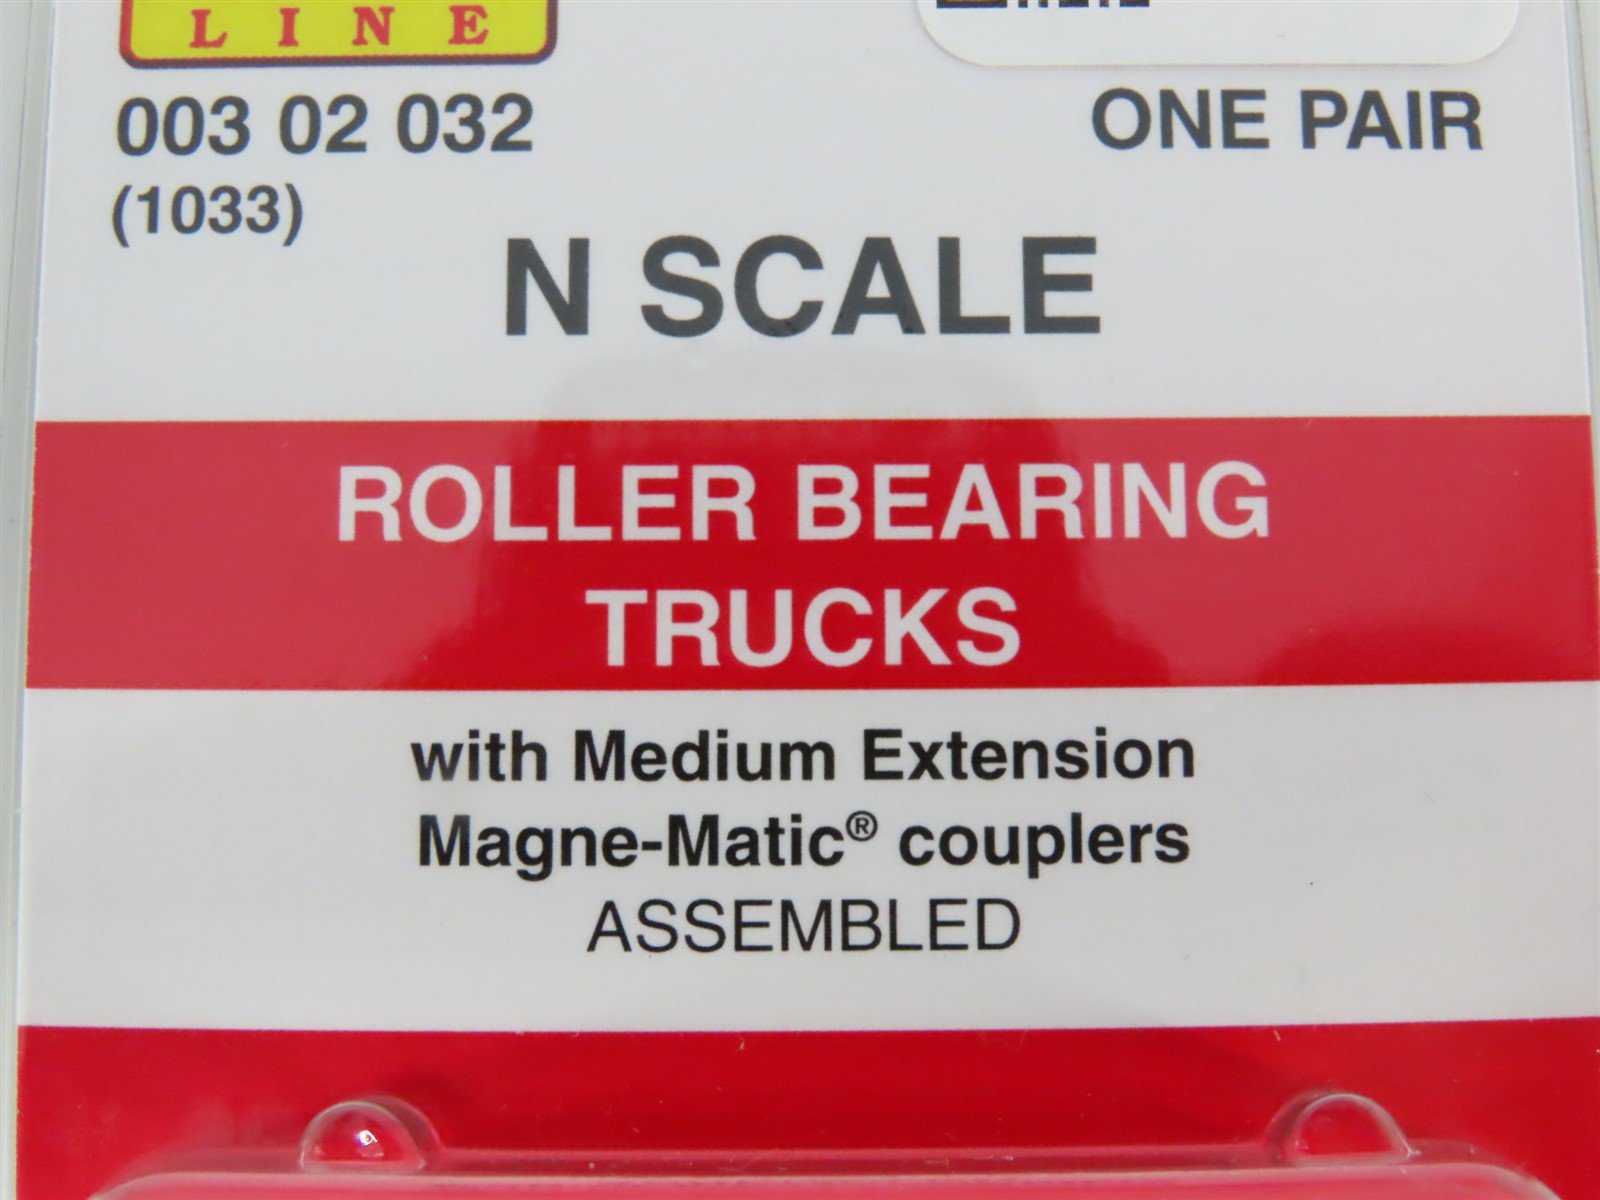 LINE
003 02 032
ONE PAIR
(1033)
N SCALE
ROLLER BEARING
TRUCKS
with Medium Extension
Magne-Matic® couplers
ASSEMBLED